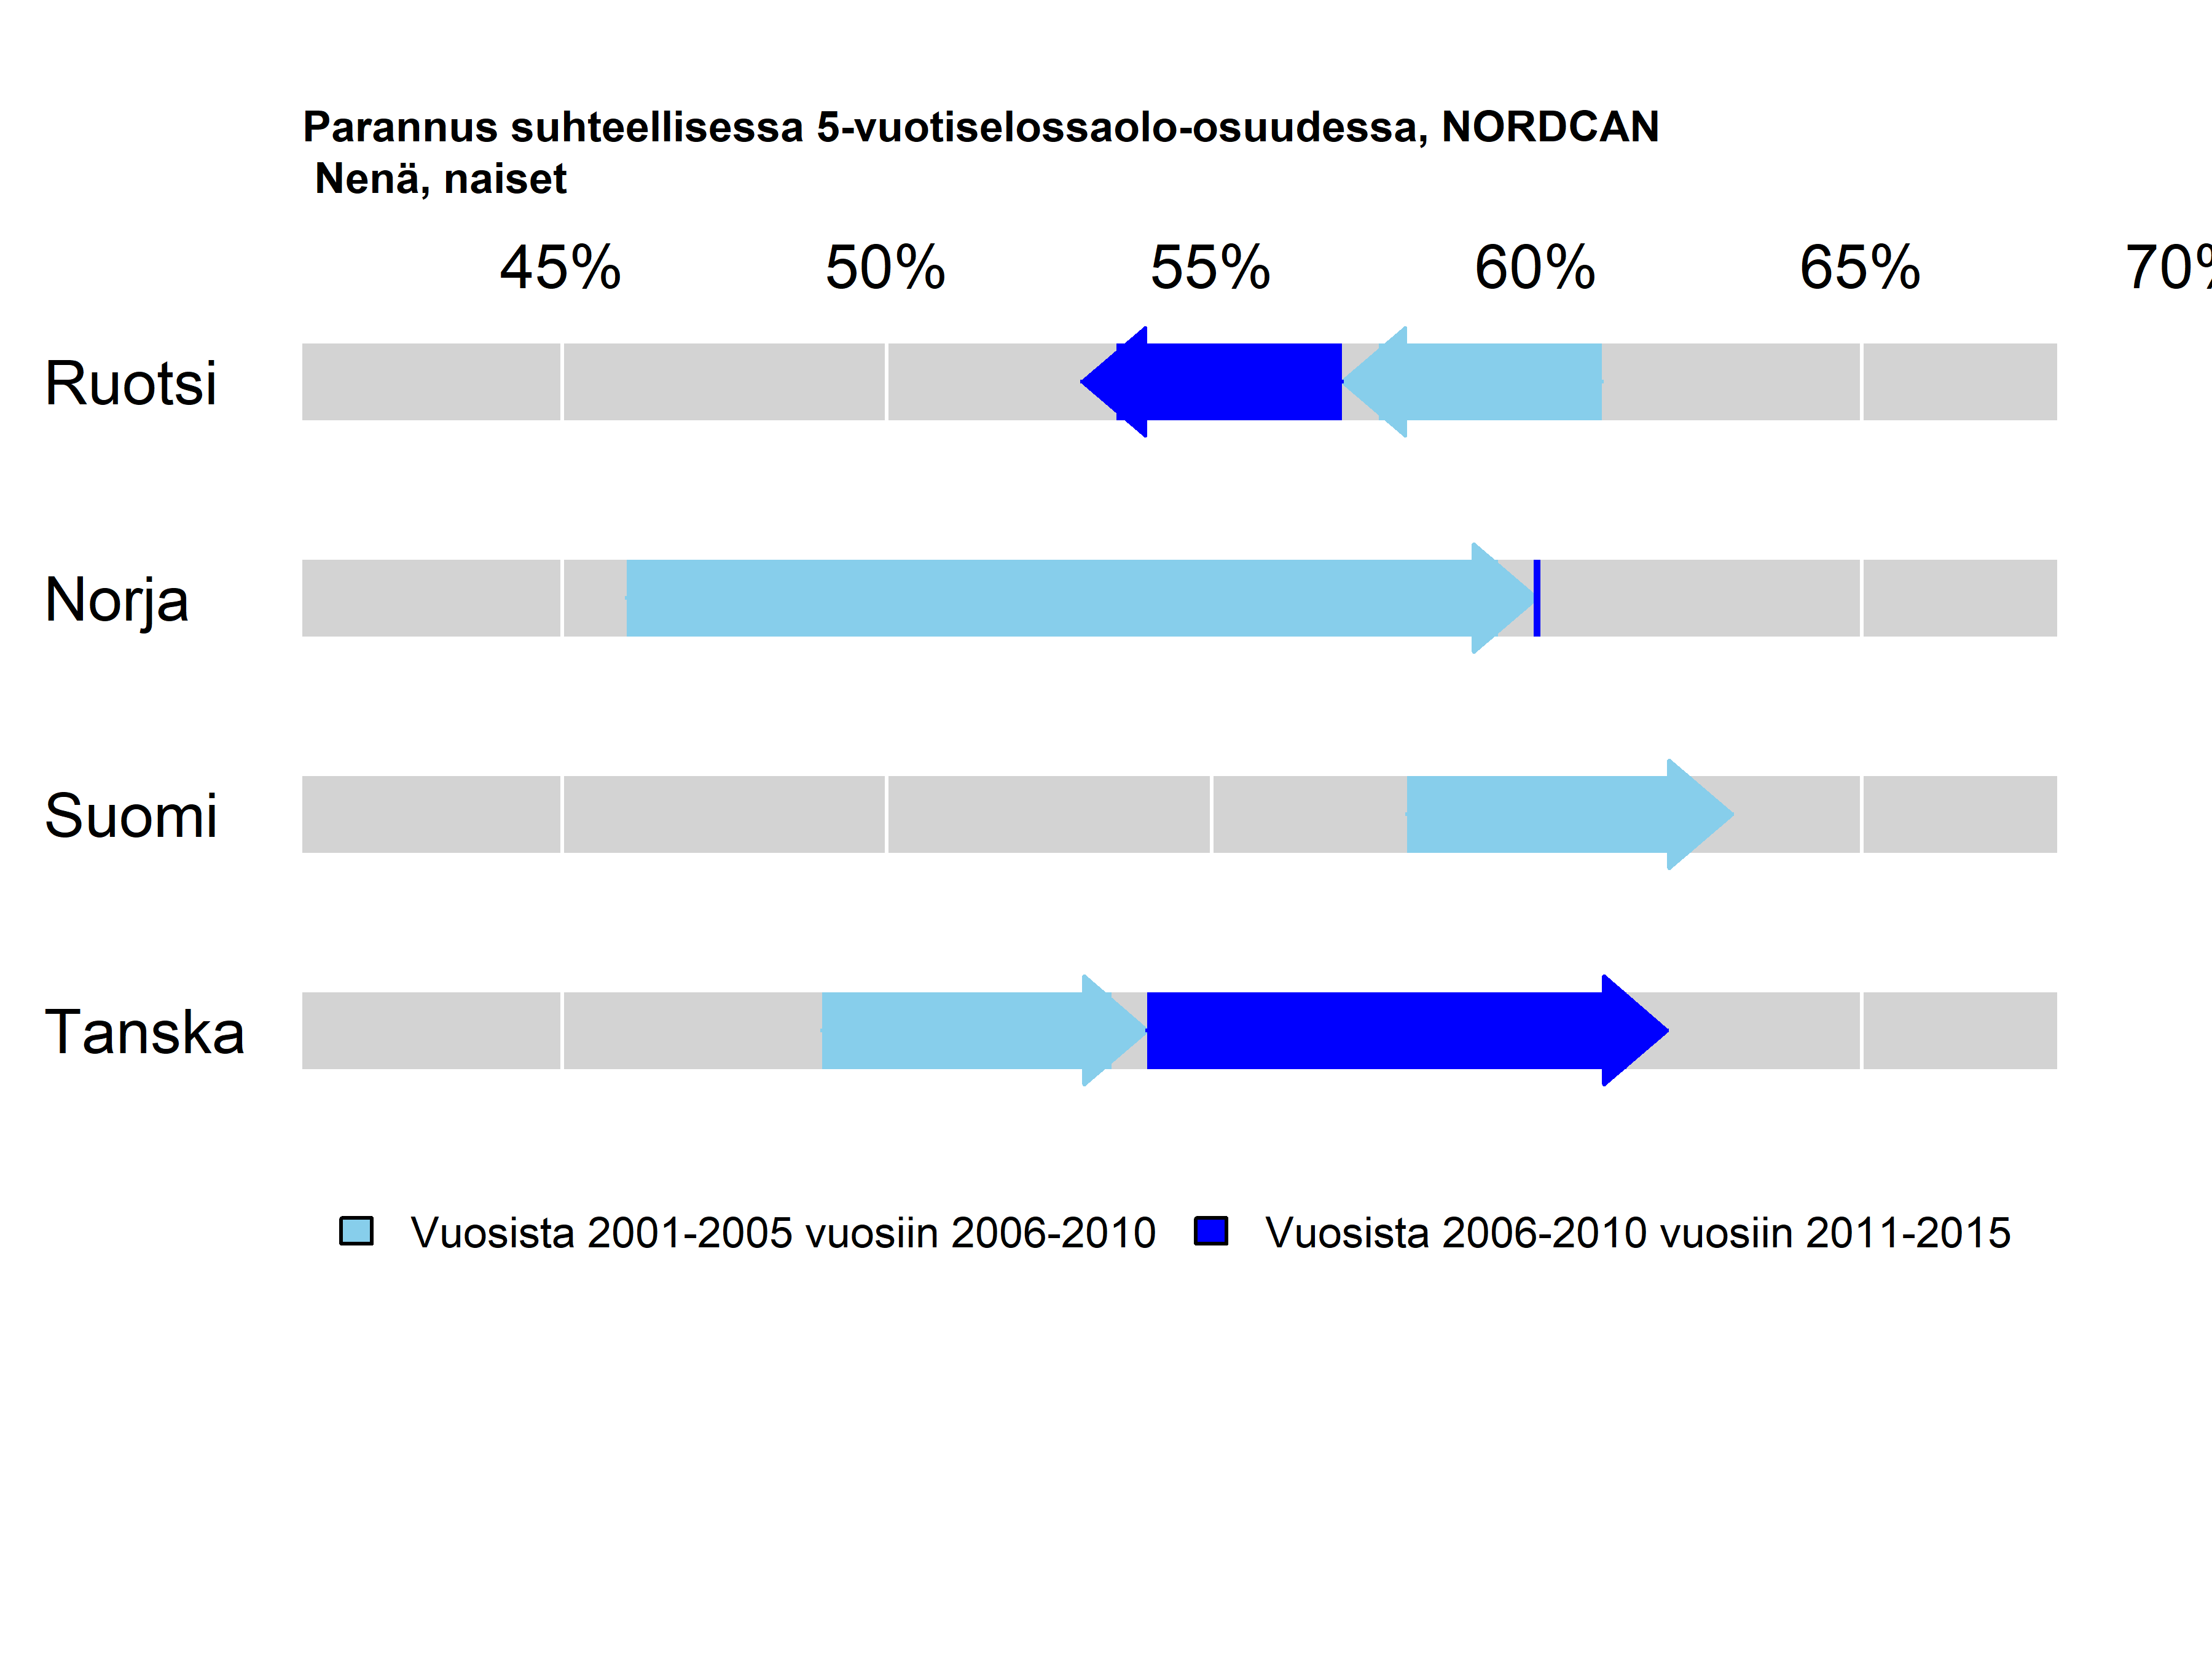 Parannus suhteellisessa 5-vuotiselossaolo-osuudessa, NORDCAN
Nenä, naiset
45% 50% 55% 60% 65% 70%
Ruotsi
Norja
Suomi
Tanska
Vuosista 2001-2005 vuosiin 2006-2010 Vuosista 2006-2010 vuosiin 2011-2015